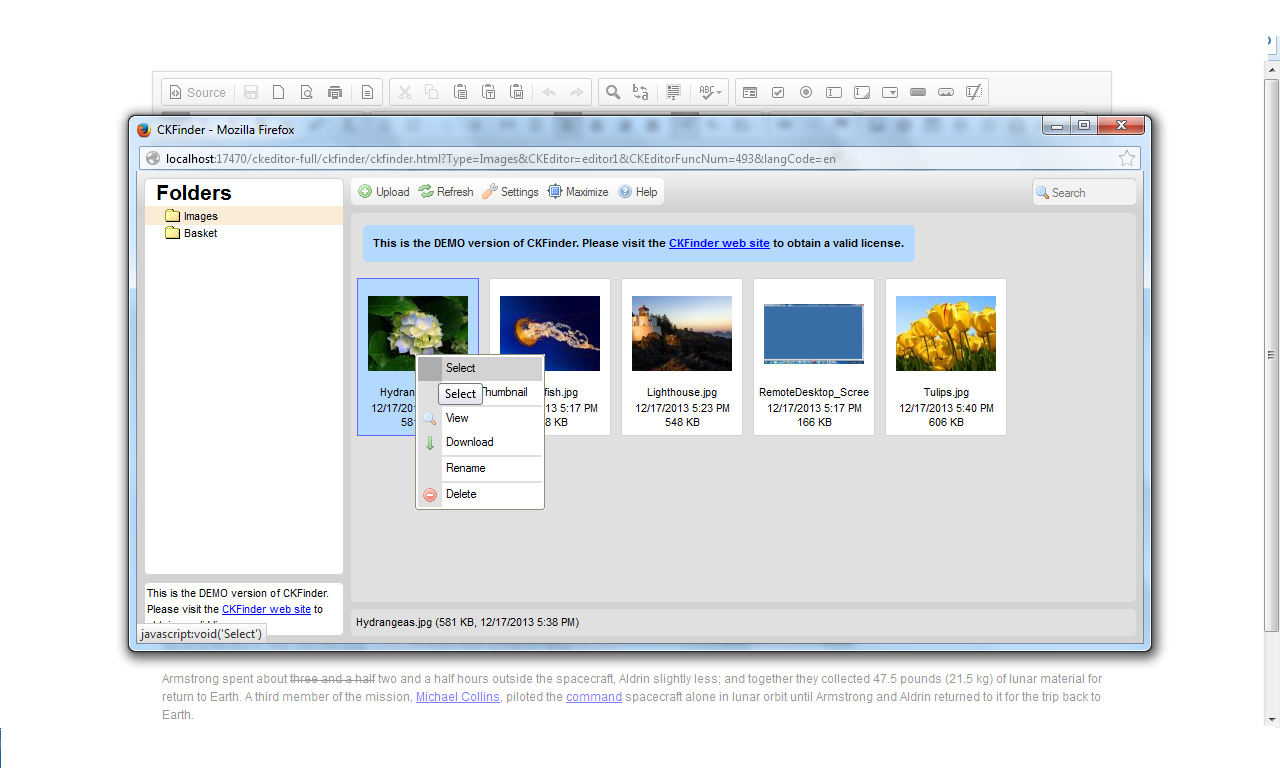 Source
CKFinder - Mozilla Firefox
localhost:17470/ckeditor-full/ckfinder/ckfinder.html?Type=Images&CKEditor=editor1&CKEditorFuncNum=493&langCode=en
Folders
Images
Basket
Upload Refresh Settings Maximize Help
Search
This is the DEMO version of CKFinder. Please visit the CKFinder web site to obtain a valid license.
fish.jpg Lighthouse.jpg RemoteDesktop_Scree Tulips.jpg
12/17/201 3 5:17 PM 12/17/2013 5:23 PM 12/17/2013 5:17 PM 12/17/2013 5:40 PM
58 8 KB 548 KB 166 KB 606 KB
Hydran
Select
Select Thumbnail
View
Download
Rename
Delete
This is the DEMO version of CKFinder.
Please visit the CKFinder web site to
javascript:void('Select')
Hydrangeas.jpg (581 KB, 12/17/2013 5:38 PM)
Armstrong spent about three and a half two and a half hours outside the spacecraft, Aldrin slightly less; and together they collected 47.5 pounds (21.5 kg) of lunar material for
return to Earth. A third member of the mission, Michael Collins, piloted the command spacecraft alone in lunar orbit until Armstrong and Aldrin returned to it for the trip back to
Earth.